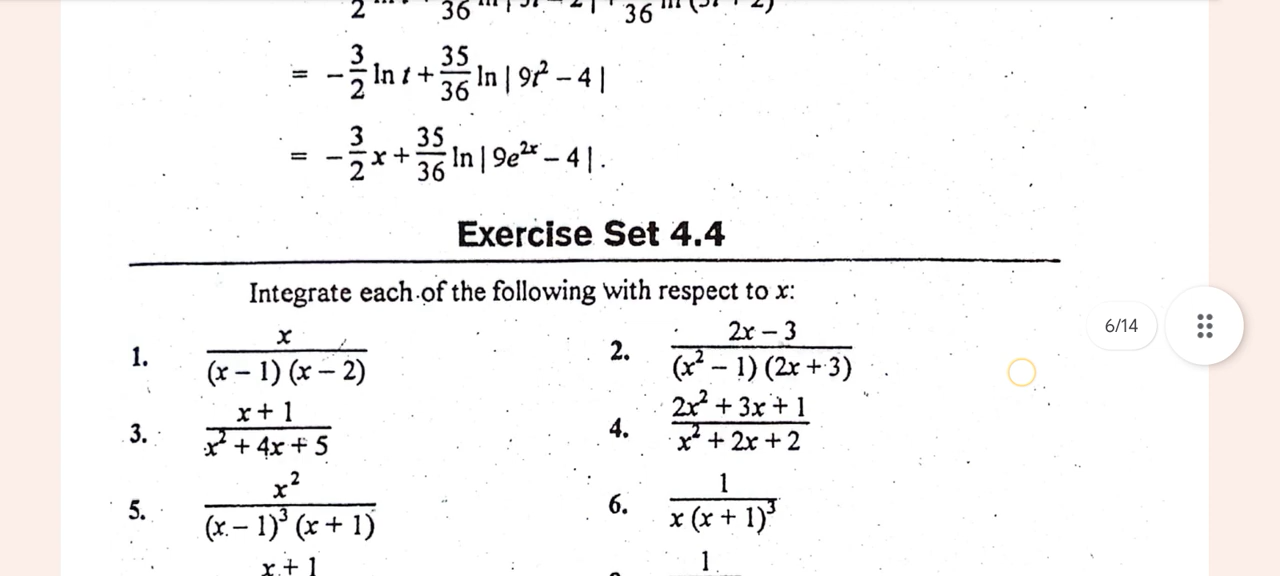 = -3/2 ln t + 35/36 ln | 9t² – 4 |
= -3/2 x + 35/36 ln | 9e²ˣ – 4 | .
Exercise Set 4.4
Integrate each of the following with respect to x:
1. x / (x – 1) (x – 2)
2. 2x – 3 / (x² – 1) (2x + 3)
3. x + 1 / x² + 4x + 5
4. 2x² + 3x + 1 / x² + 2x + 2
5. x² / (x – 1)³ (x + 1)
6. 1 / x (x + 1)³
x + 1
1
6/14